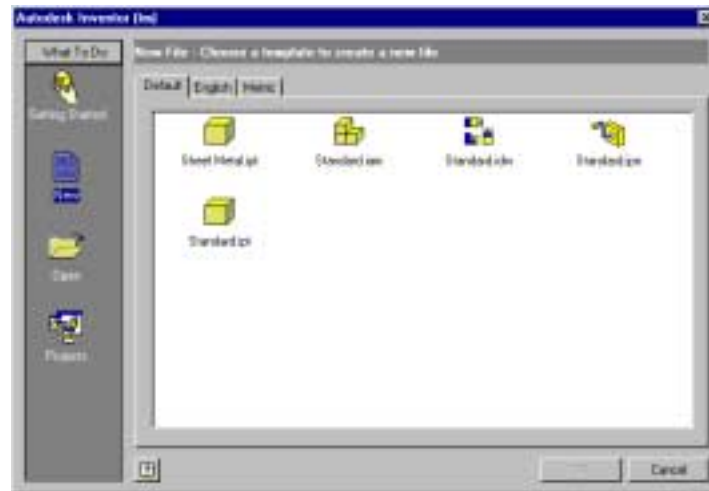 Autodesk Inventor (tm)
What To Do
New File - Choose a template to create a new file
Getting Started
Default English Metric
Sheet Metal.ipt Standard.iam Standard.idw Standard.ipn
New
Standard.ipt
Open
Projects
Cancel